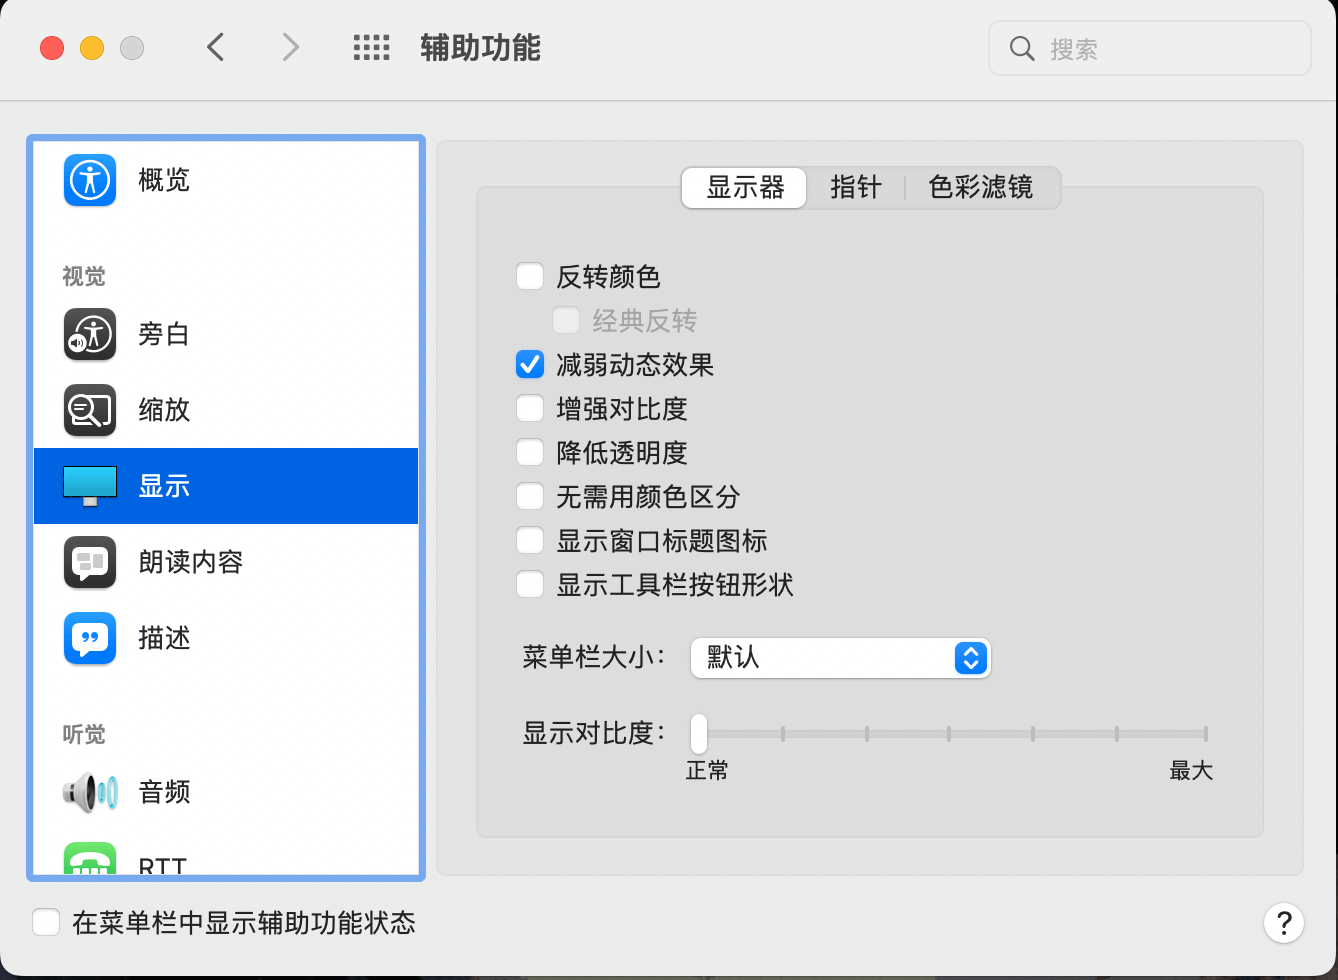 辅助功能
搜索
概览
视觉
旁白
缩放
显示
朗读内容
描述
听觉
音频
RTT
显示器
指针
色彩滤镜
反转颜色
经典反转
减弱动态效果
增强对比度
降低透明度
无需用颜色区分
显示窗口标题图标
显示工具栏按钮形状
菜单栏大小：
默认
显示对比度：
正常
最大
在菜单栏中显示辅助功能状态
?